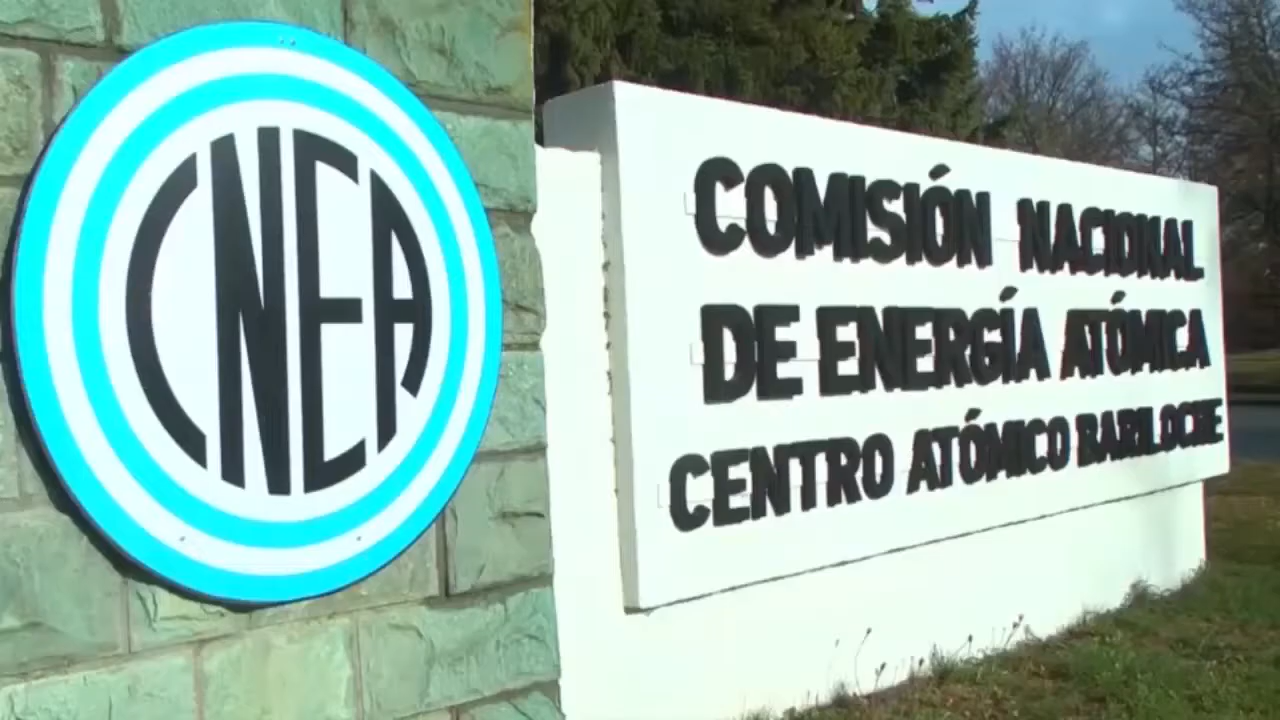 CNEA
COMISIÓN NACIONAL
DE ENERGÍA ATÓMICA
CENTRO ATÓMICO BARILOCHE